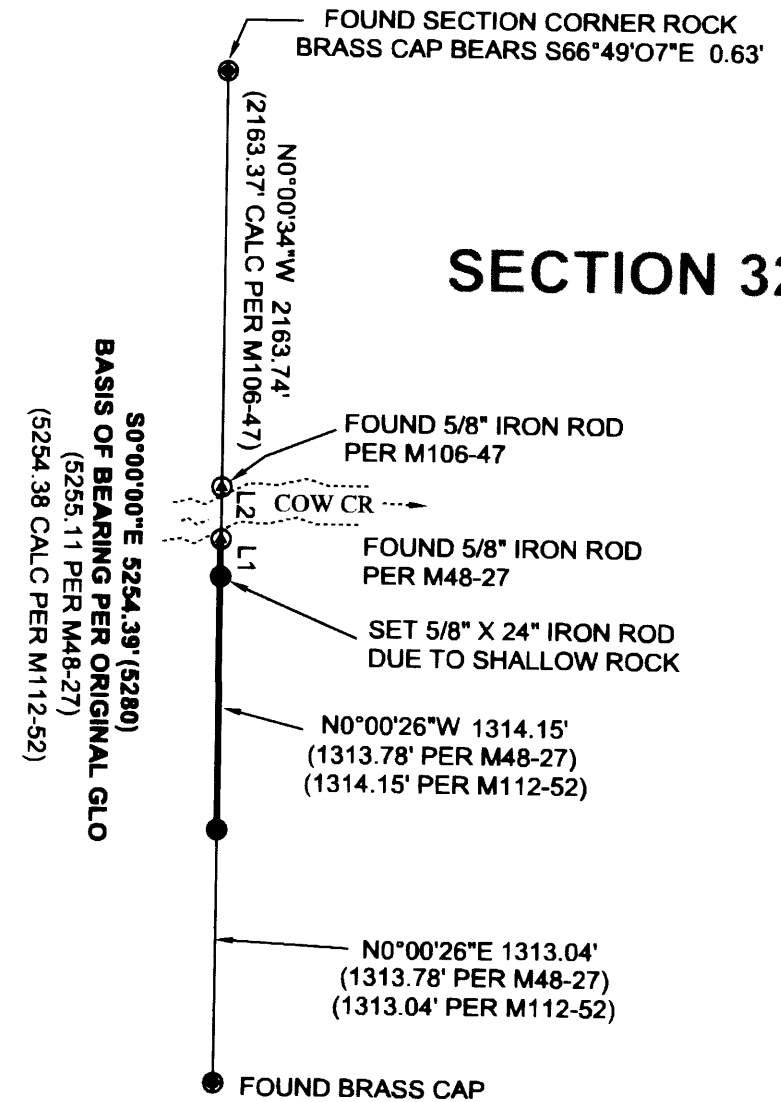 FOUND SECTION CORNER ROCK
BRASS CAP BEARS S66°49'07"E 0.63'
N0°00'34"W 2163.74'
(2163.37' CALC PER M106-47)
SECTION 32
S0°00'00"E 5254.39' (5280)
BASIS OF BEARING PER ORIGINAL GLO
(5255.11 PER M48-27)
(5254.38 CALC PER M112-52)
FOUND 5/8" IRON ROD
PER M106-47
L2
COW CR
L1
FOUND 5/8" IRON ROD
PER M48-27
SET 5/8" X 24" IRON ROD
DUE TO SHALLOW ROCK
N0°00'26"W 1314.15'
(1313.78' PER M48-27)
(1314.15' PER M112-52)
N0°00'26"E 1313.04'
(1313.78' PER M48-27)
(1313.04' PER M112-52)
FOUND BRASS CAP